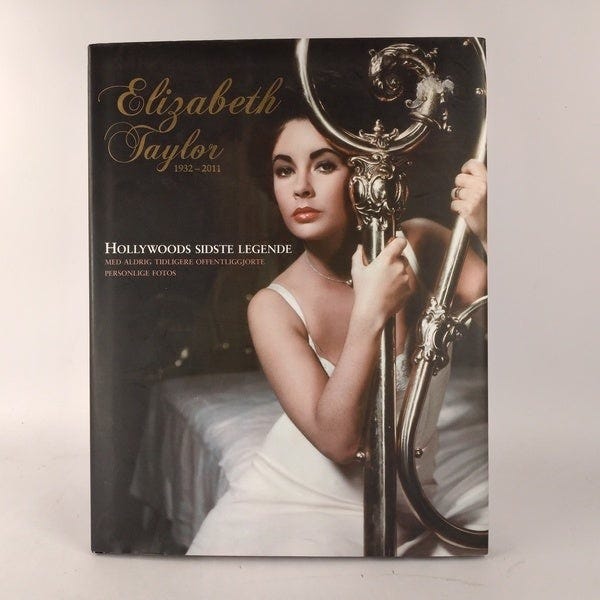 Elizabeth
Taylor
1932 – 2011
HOLLYWOODS SIDSTE LEGENDE
MED ALDRIG TIDLIGERE OFFENTLIGGJORTE
PERSONLIGE FOTOS